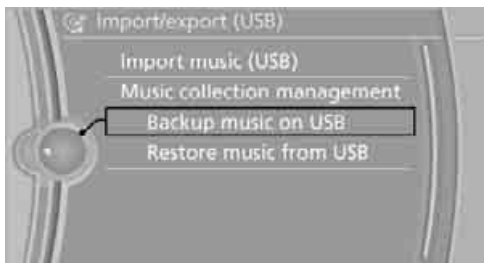 Import/export (USB)
Import music (USB)
Music collection management
Backup music on USB
Restore music from USB